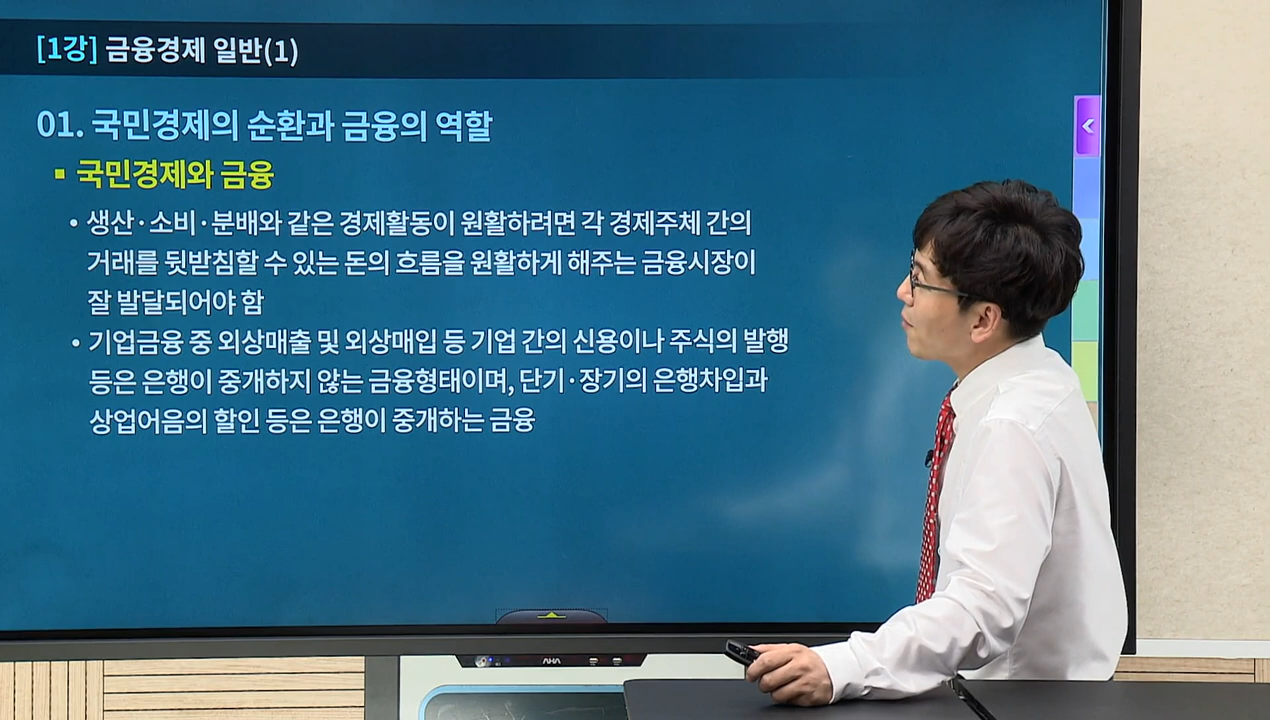 [1강] 금융경제 일반(1)
01. 국민경제의 순환과 금융의 역할
▪ 국민경제와 금융
• 생산·소비·분배와 같은 경제활동이 원활하려면 각 경제주체 간의
거래를 뒷받침할 수 있는 돈의 흐름을 원활하게 해주는 금융시장이
잘 발달되어야 함
• 기업금융 중 외상매출 및 외상매입 등 기업 간의 신용이나 주식의 발행
등은 은행이 중개하지 않는 금융형태이며, 단기·장기의 은행차입과
상업어음의 할인 등은 은행이 중개하는 금융
AHA